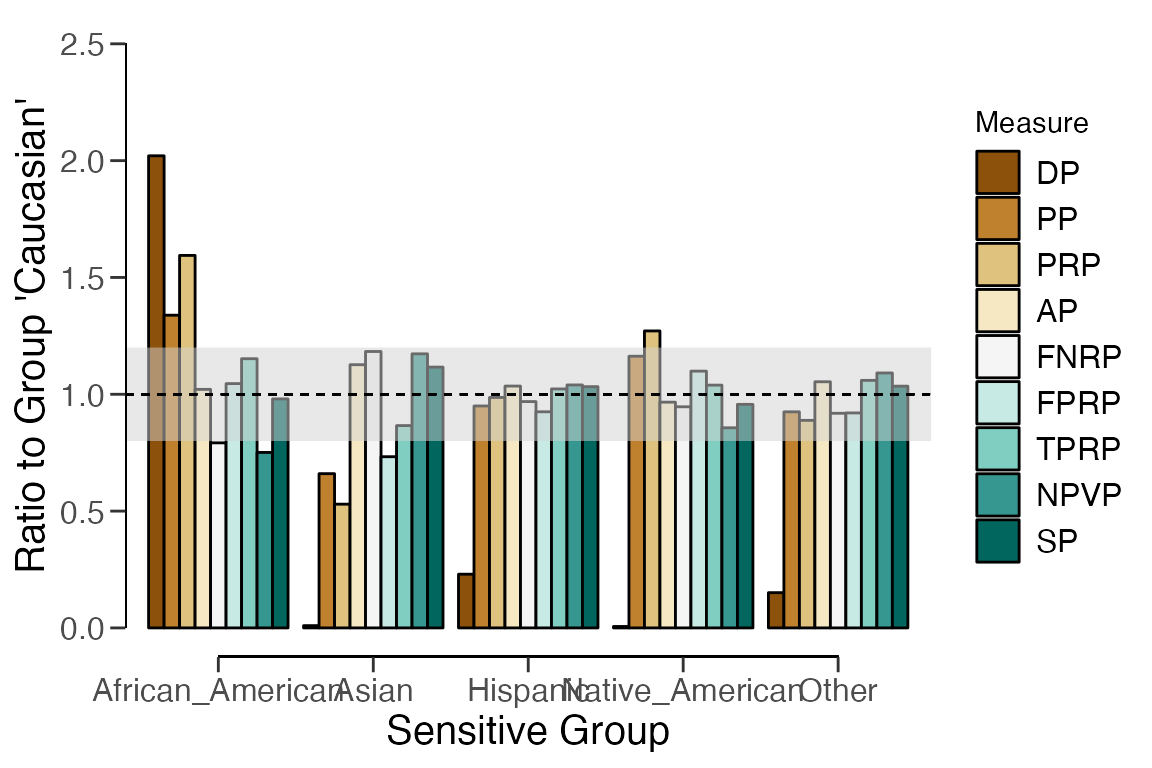 Ratio to Group 'Caucasian'
2.5
2.0
1.5
1.0
0.5
0.0
African_American
Asian
Hispanic
Native_American
Other
Sensitive Group
Measure
DP
PP
PRP
AP
FNRP
FPRP
TPRP
NPVP
SP